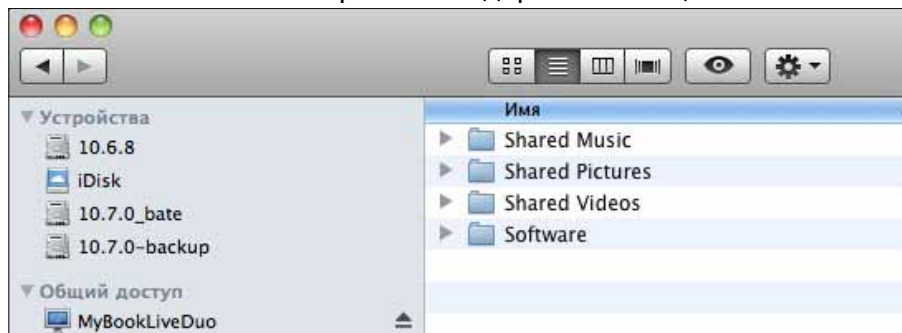 Имя
Устройства
10.6.8
iDisk
10.7.0_bate
10.7.0-backup
Общий доступ
MyBookLiveDuo
Shared Music
Shared Pictures
Shared Videos
Software